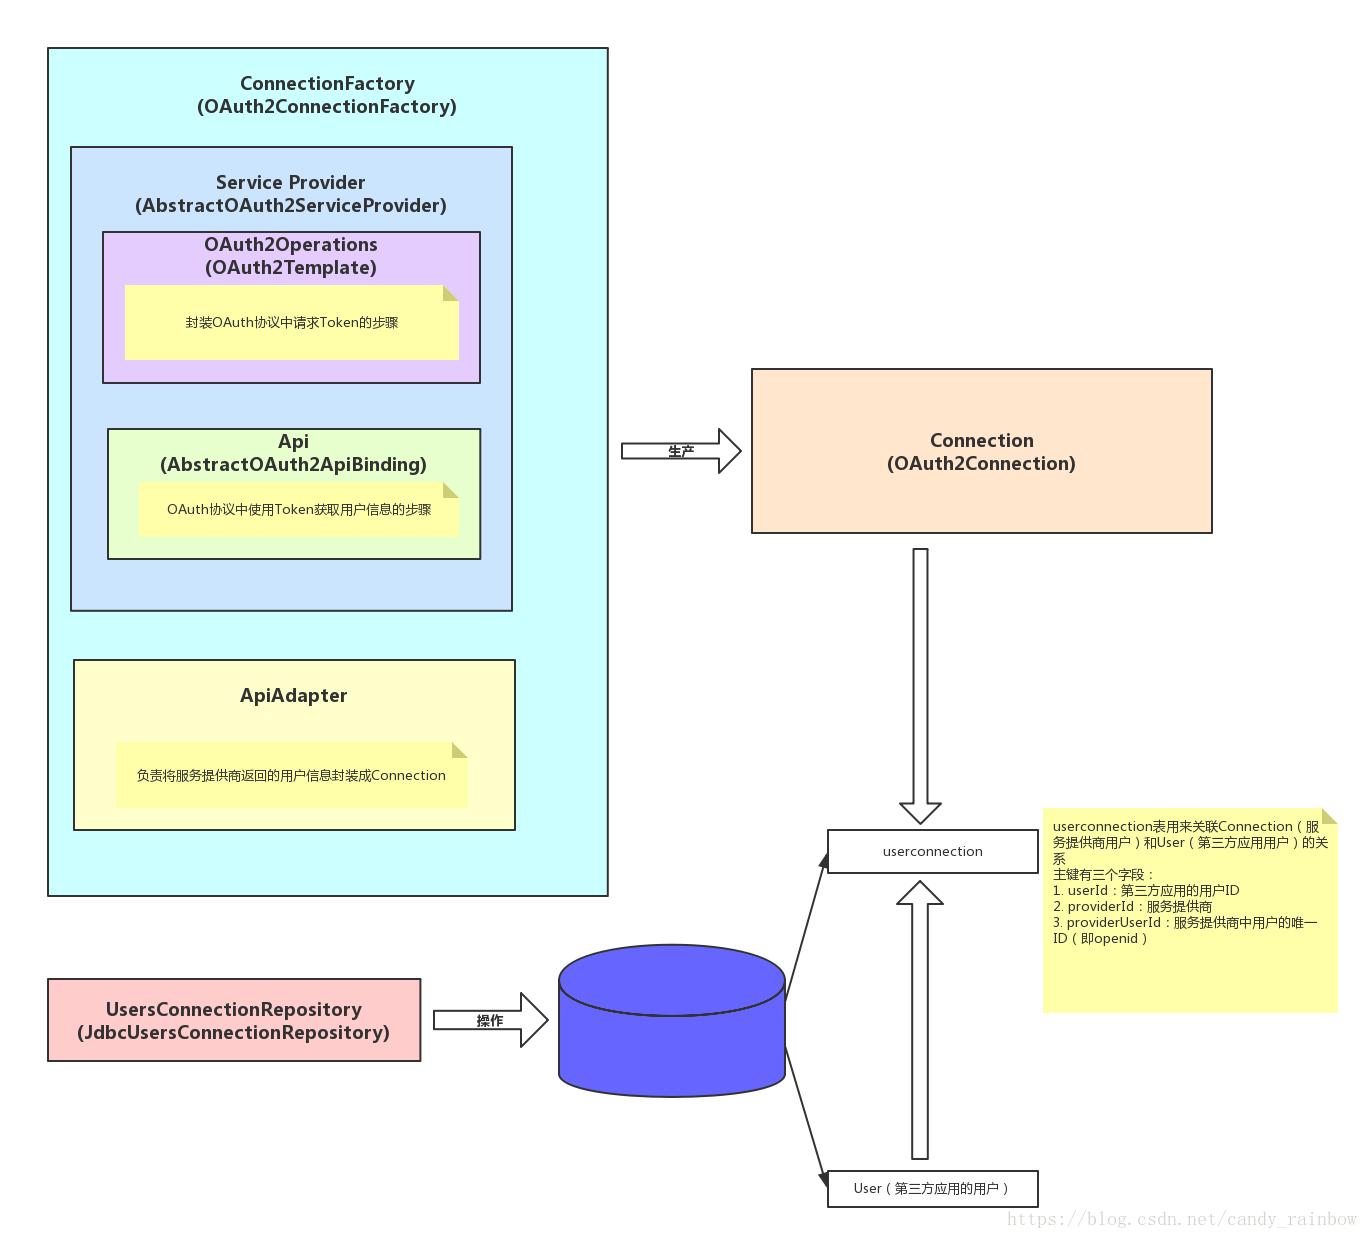 ConnectionFactory
(OAuth2ConnectionFactory)
Service Provider
(AbstractOAuth2ServiceProvider)
OAuth2Operations
(OAuth2Template)
封装OAuth协议中请求Token的步骤
Api
(AbstractOAuth2ApiBinding)
OAuth协议中使用Token获取用户信息的步骤
ApiAdapter
负责将服务提供商返回的用户信息封装成Connection
生产
Connection
(OAuth2Connection)
userconnection
userconnection表用来关联Connection（服
务提供商用户）和User（第三方应用用户）的关
系
主键有三个字段：
1. userId：第三方应用的用户ID
2. providerId：服务提供商
3. providerUserId：服务提供商中用户的唯一
ID（即openid）
UsersConnectionRepository
(JdbcUsersConnectionRepository)
操作
User（第三方应用的用户）
https://blog.csdn.net/candy_rainbow